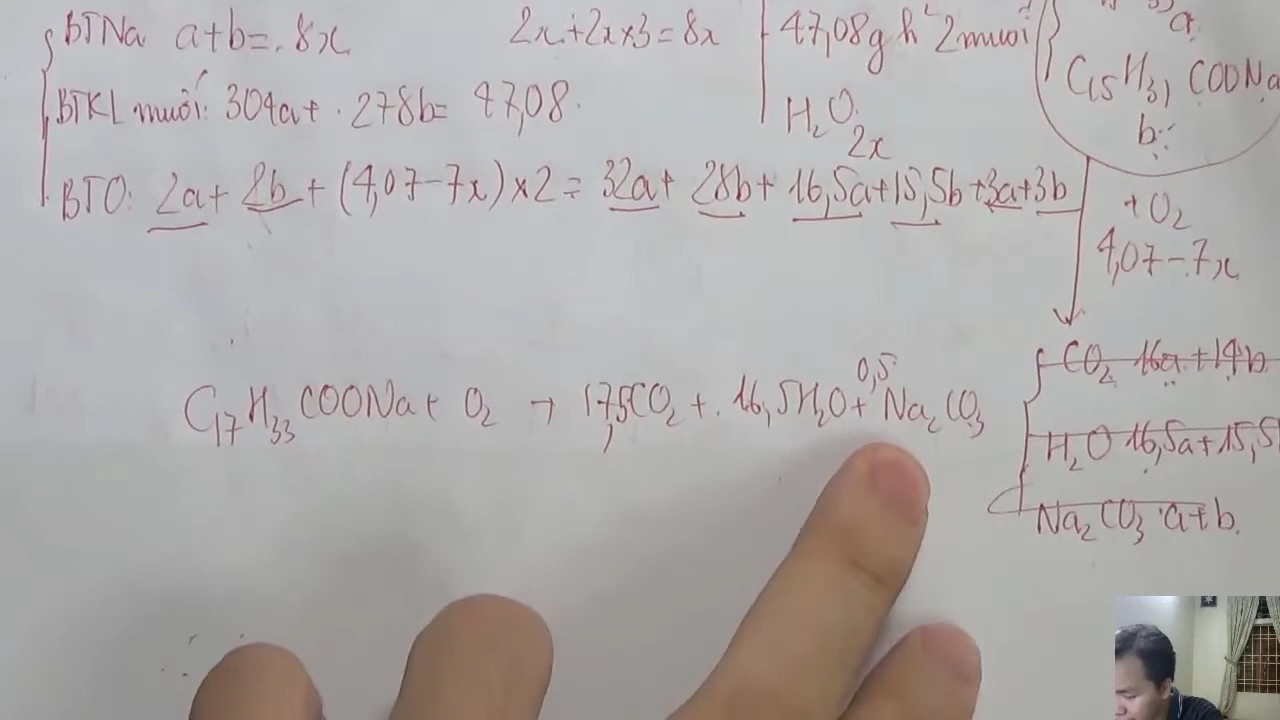 BTNa a+b= 8x 2x+2x×3=8x 47,08g h² 2 muối a
C15H31COONa
BTKL muối: 304a+ 278b= 47,08. H2O b
2x
BTO: 2a+ 2b + (4,07-7x)×2= 32a+ 28b+ 16,5a+15,5b+3a+3b + O2
4,07-7x
CO2 16a+14b
C17H33COONa + O2 → 17,5CO2 + 16,5H2O + 0,5 Na2CO3
H2O 16,5a+15,5
Na2CO3 a+b.